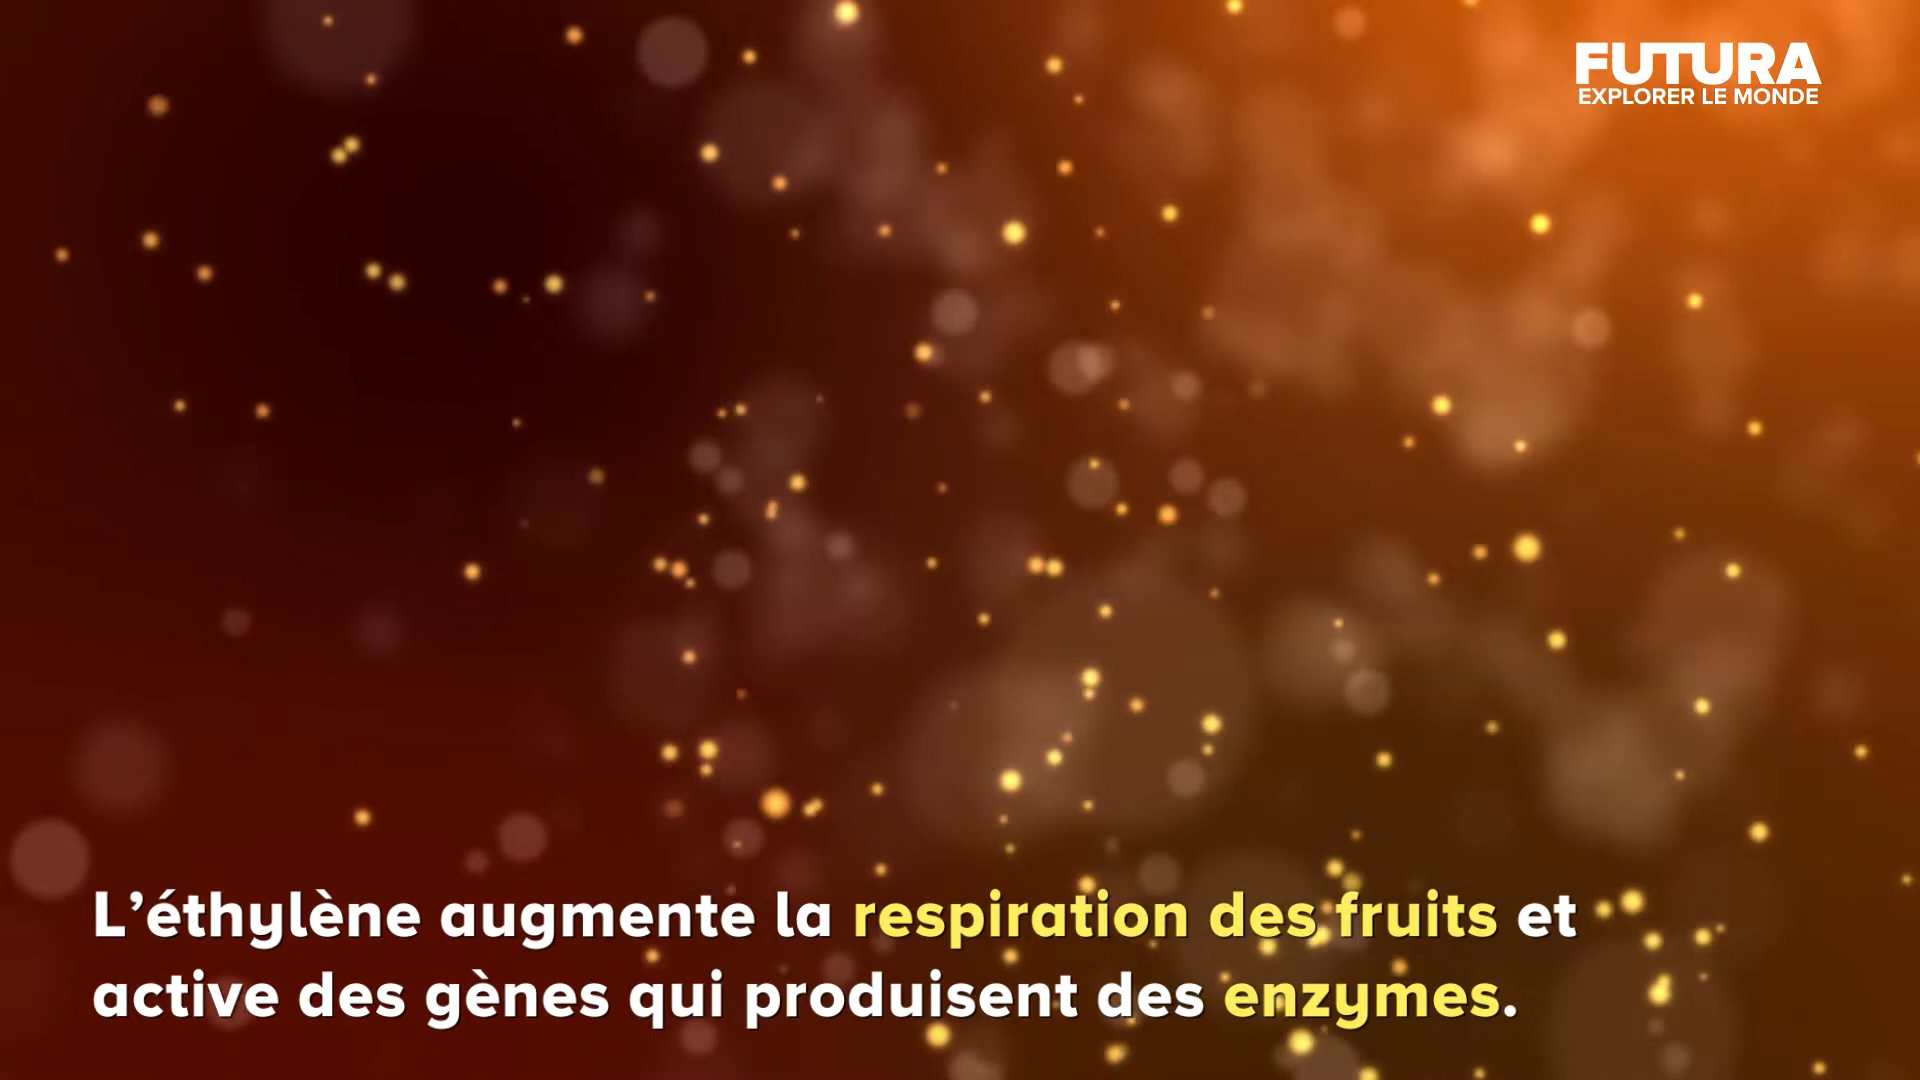 FUTURA
EXPLORER LE MONDE
L’éthylène augmente la respiration des fruits et
active des gènes qui produisent des enzymes.